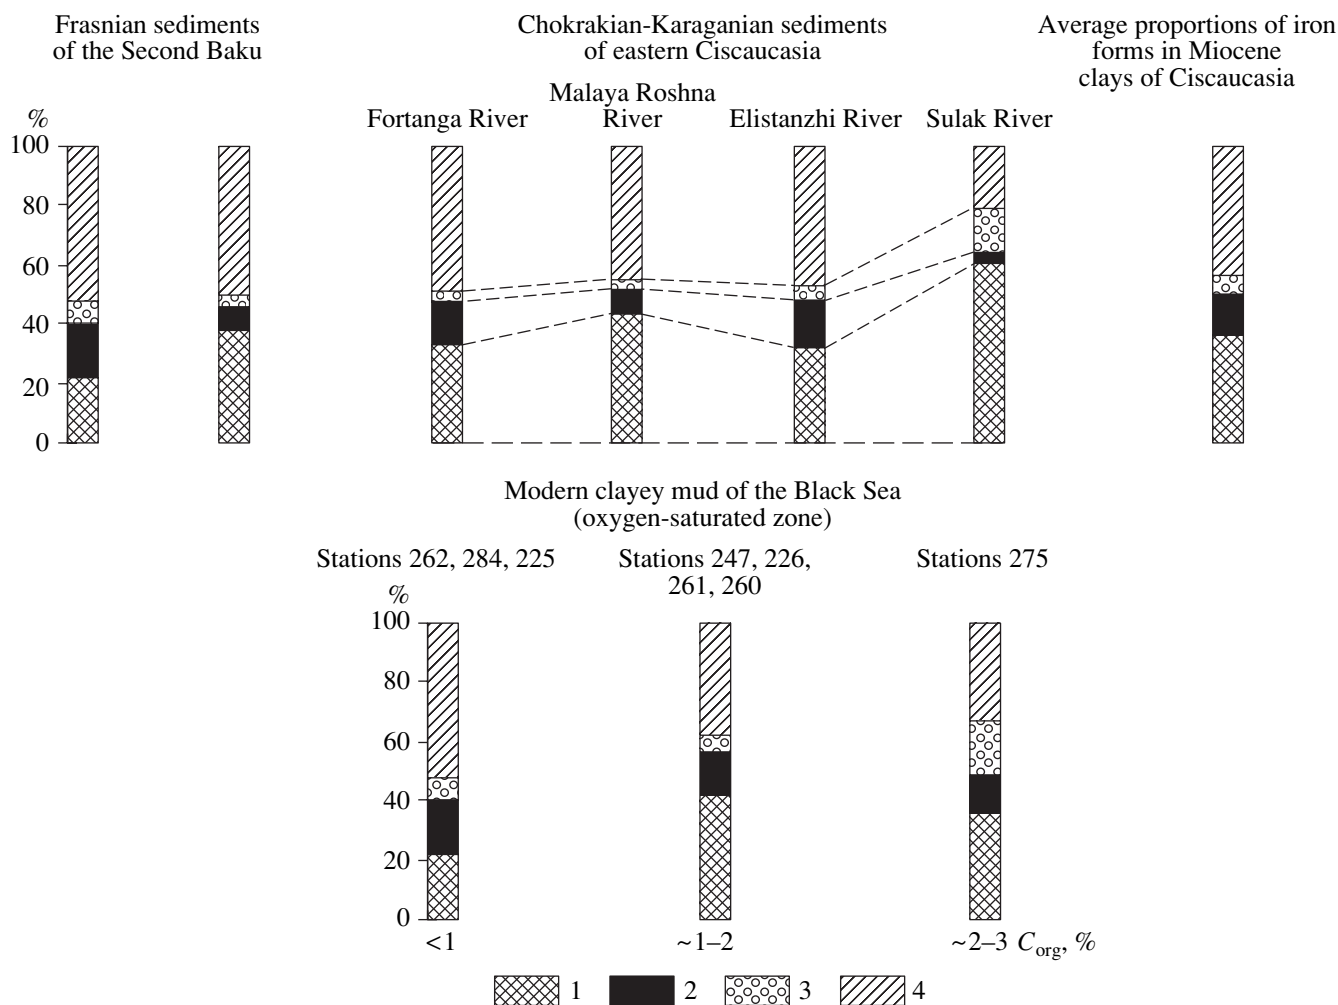 Frasnian sediments
of the Second Baku
Chokrakian-Karaganian sediments
of eastern Ciscaucasia
Average proportions of iron
forms in Miocene
clays of Ciscaucasia
Fortanga River
Malaya Roshna
River
Elistanzhi River
Sulak River
%
100
80
60
40
20
0
Modern clayey mud of the Black Sea
(oxygen-saturated zone)
Stations 262, 284, 225
Stations 247, 226,
261, 260
Stations 275
%
100
80
60
40
20
0
<1
~1–2
~2–3 Corg, %
1
2
3
4